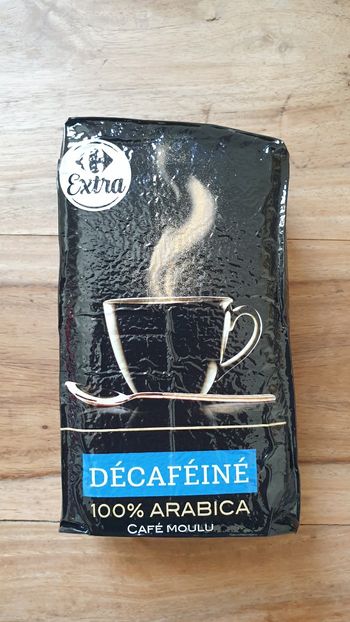 Extra
DÉCAFÉINÉ
100% ARABICA
CAFÉ MOULU